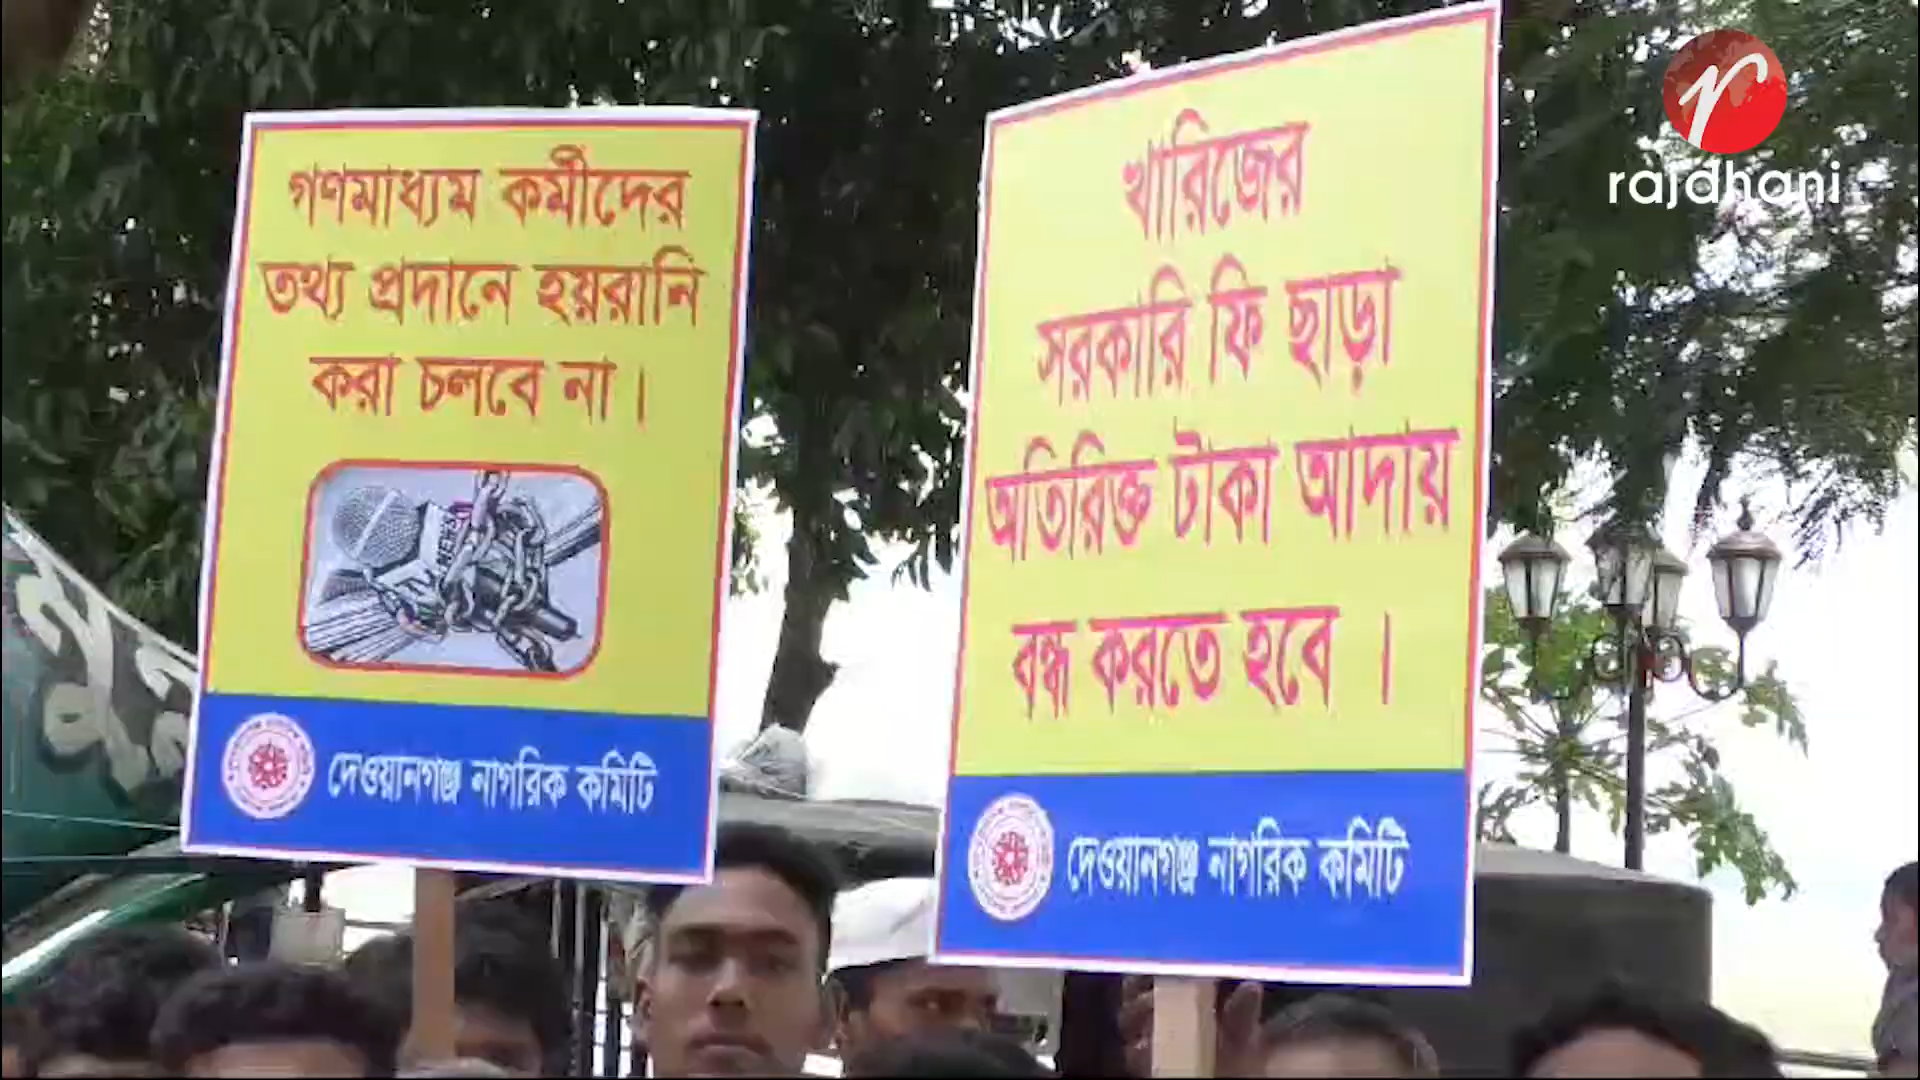 গণমাধ্যম কর্মীদের
তথ্য প্রদানে হয়রানি
করা চলবে না।
NEWS
দেওয়ানগঞ্জ নাগরিক কমিটি
খারিজের
সরকারি ফি ছাড়া
অতিরিক্ত টাকা আদায়
বন্ধ করতে হবে ।
দেওয়ানগঞ্জ নাগরিক কমিটি
rajdhani